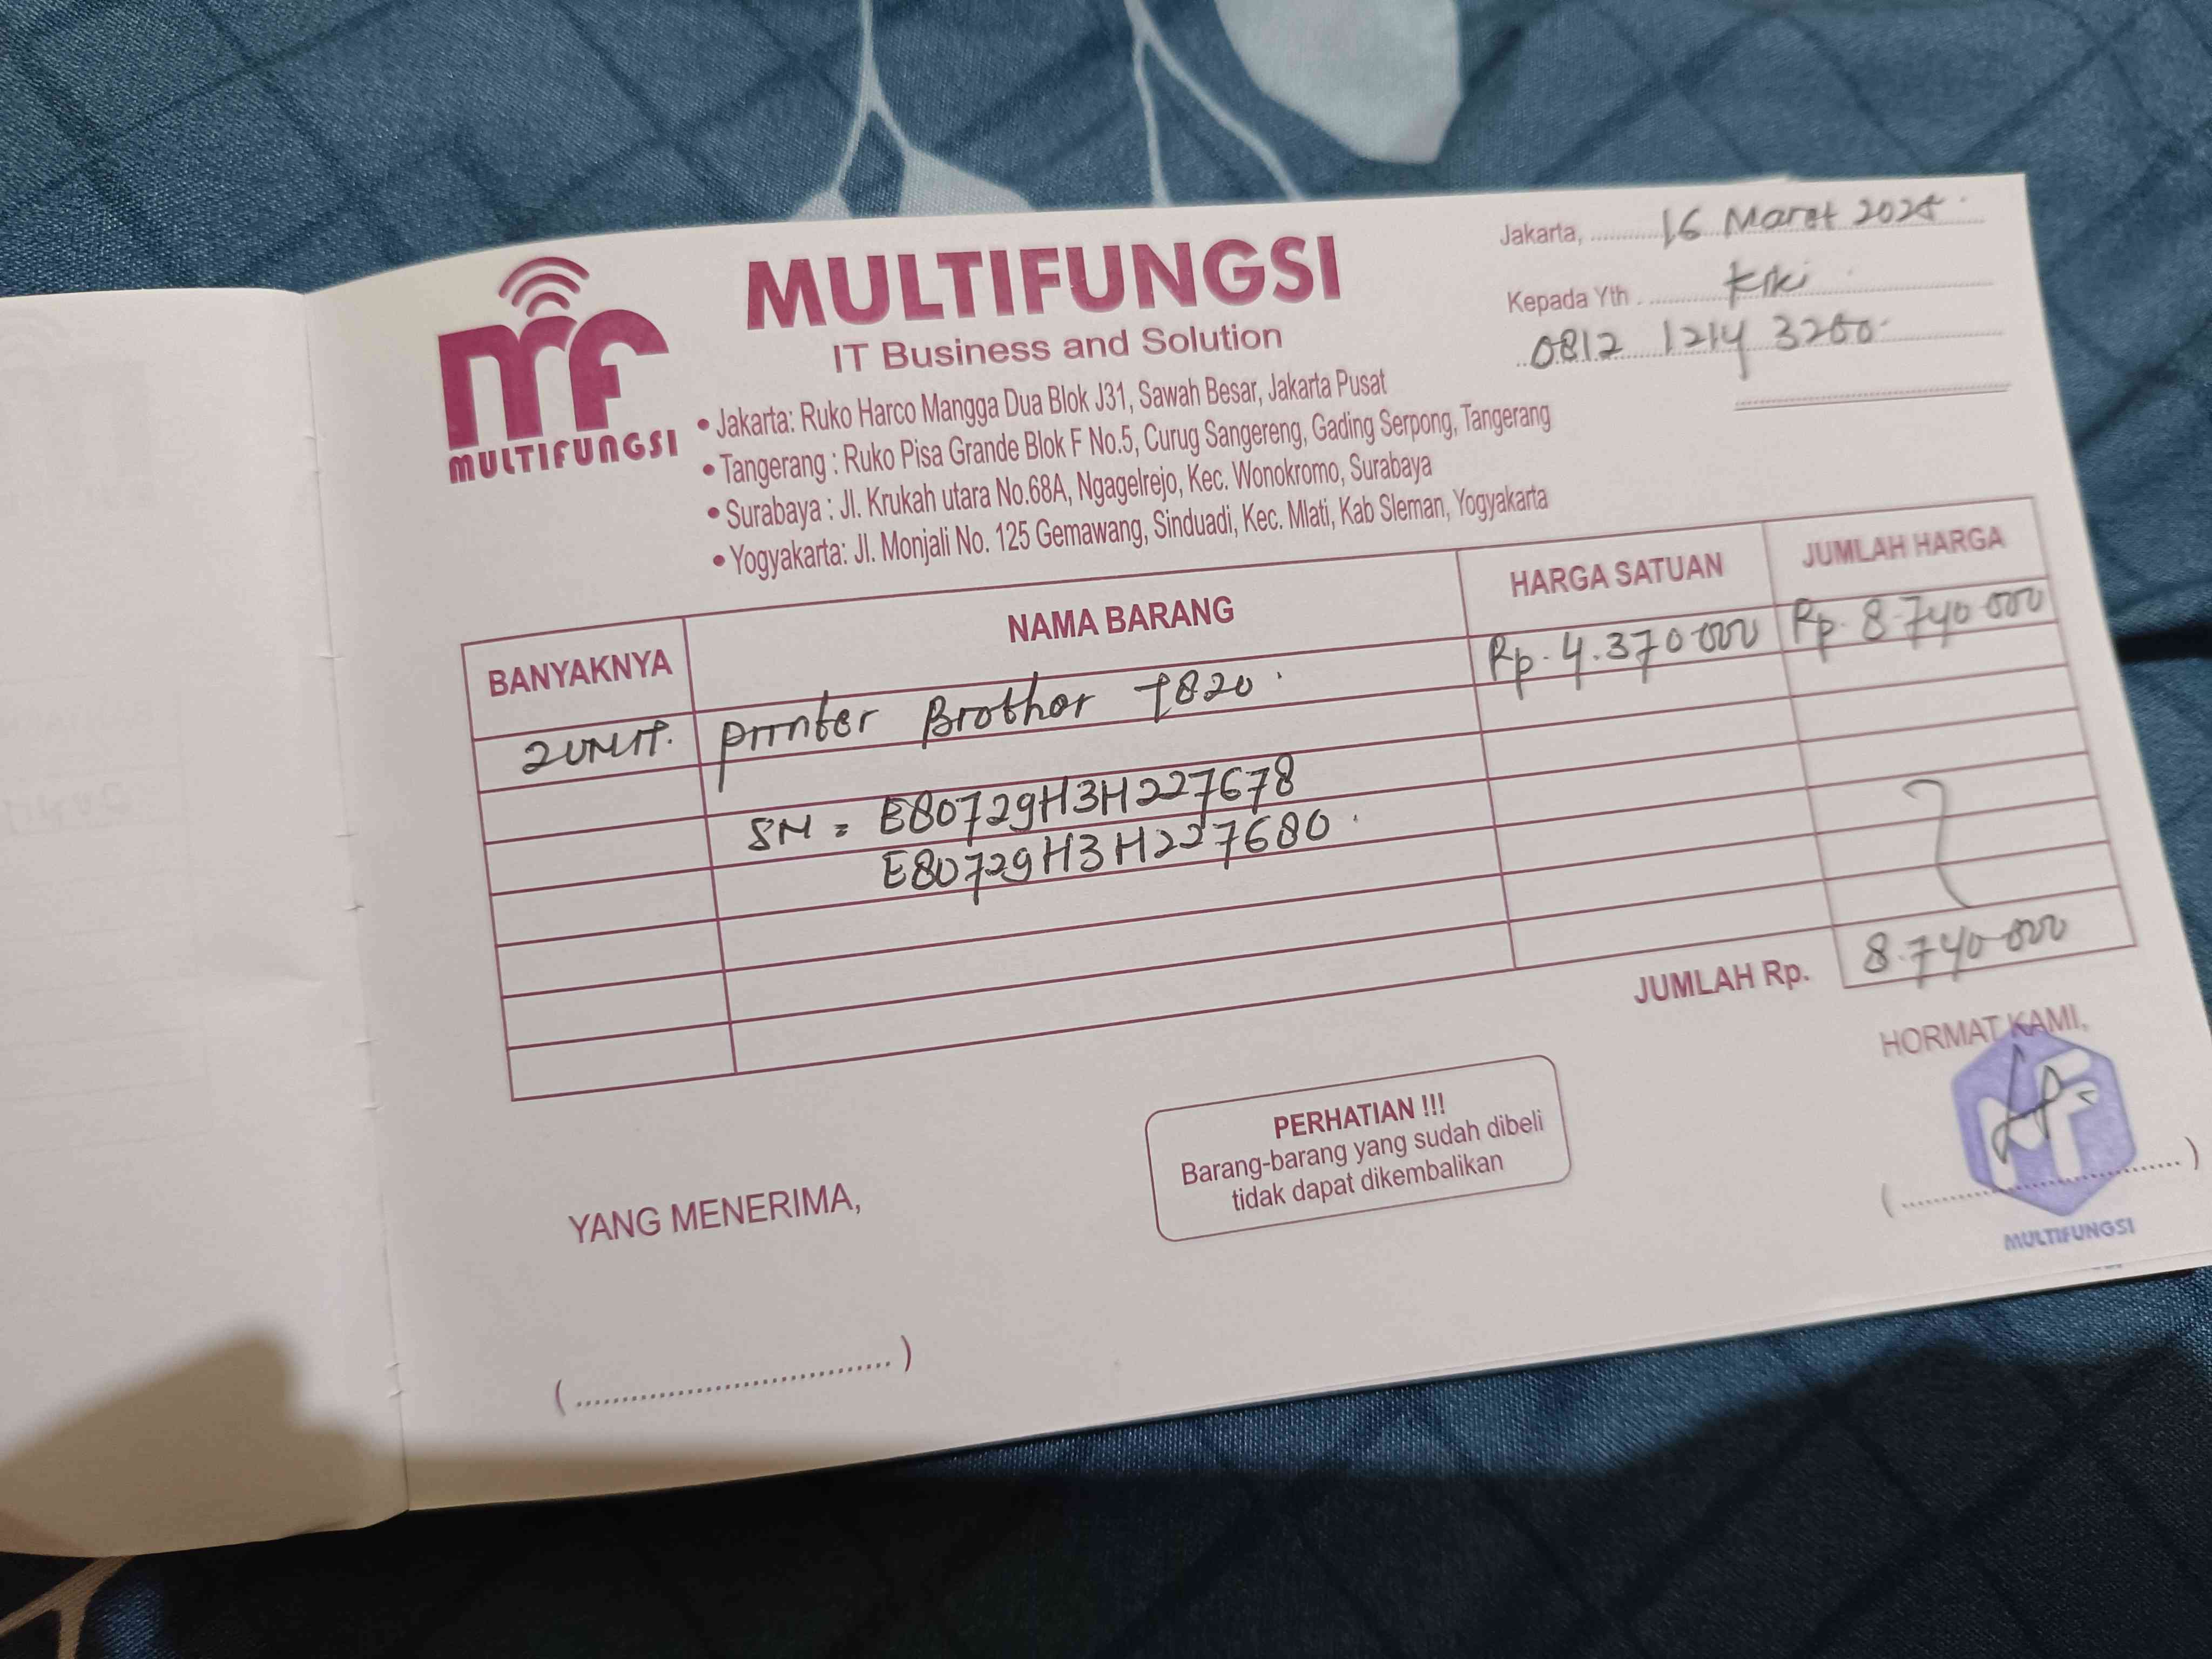 MULTIFUNGSI
MULTIFUNGSI
IT Business and Solution
• Jakarta: Ruko Harco Mangga Dua Blok J31, Sawah Besar, Jakarta Pusat
• Tangerang : Ruko Pisa Grande Blok F No.5, Curug Sangereng, Gading Serpong, Tangerang
• Surabaya : Jl. Krukah utara No.68A, Ngagelrejo, Kec. Wonokromo, Surabaya
• Yogyakarta: Jl. Monjali No. 125 Gemawang, Sinduadi, Kec. Mlati, Kab Sleman, Yogyakarta
Jakarta, 16 Maret
Kepada Yth. Kiki
0812 1214 3200
BANYAKNYA NAMA BARANG HARGA SATUAN JUMLAH HARGA
2 UNIT. Printer Brother T820. Rp. 4.370 000 Rp. 8.740 000
SN = E80729H3H227678
E80729H3H227680.
JUMLAH Rp. 8.740 000
HORMAT KAMI,
MULTIFUNGSI
PERHATIAN !!!
Barang-barang yang sudah dibeli
tidak dapat dikembalikan
YANG MENERIMA,